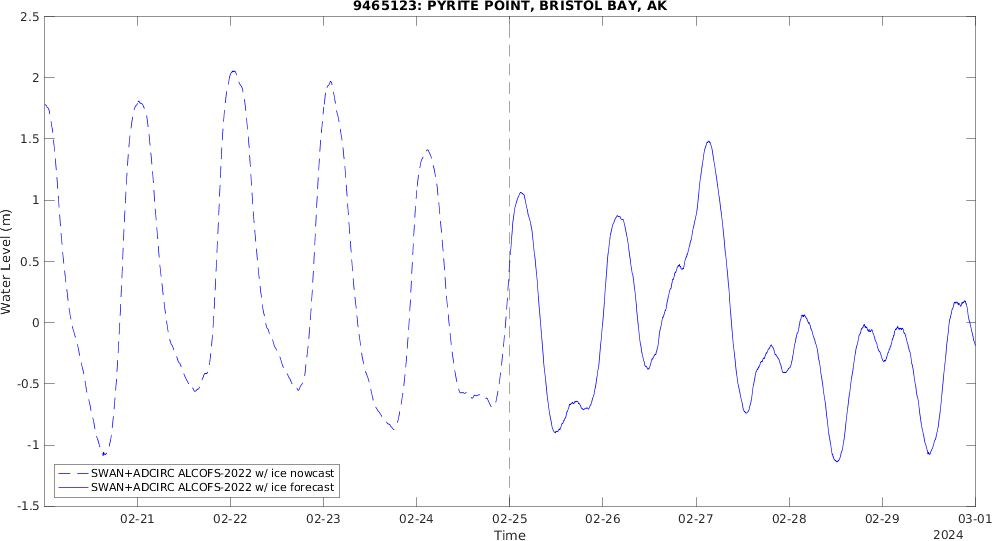 9465123: PYRITE POINT, BRISTOL BAY, AK
2.5
2
1.5
1
0.5
0
-0.5
-1
-1.5
Water Level (m)
SWAN+ADCIRC ALCOFS-2022 w/ ice nowcast
SWAN+ADCIRC ALCOFS-2022 w/ ice forecast
02-21 02-22 02-23 02-24 02-25 02-26 02-27 02-28 02-29 03-01
Time
2024